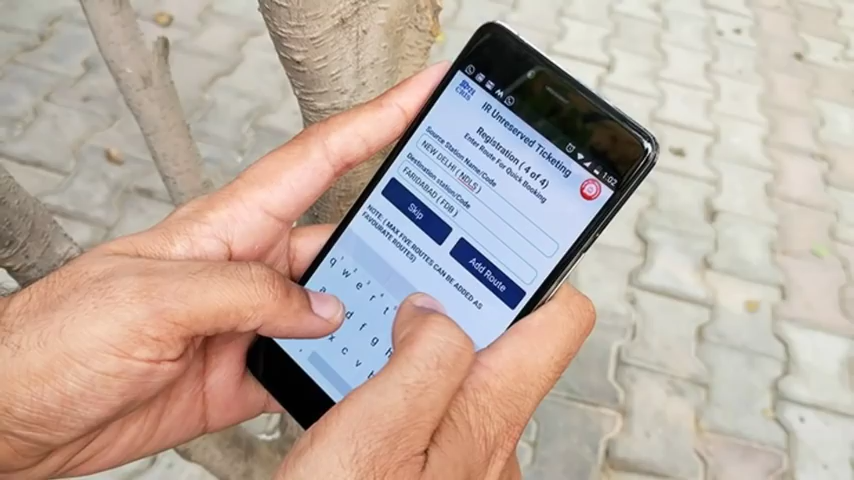 1:02
CRIS
IR Unreserved Ticketing
Registration ( 4 of 4)
Enter Route For Quick Booking
Source Station Name/Code
NEW DELHI ( NDLS )
Destination station/Code
FARIDABAD ( FDB )
Skip
Add Route
NOTE: ( MAX FIVE ROUTES CAN BE ADDED AS
FAVOURATE ROUTES)
q w e r t
a d f g h
x c v